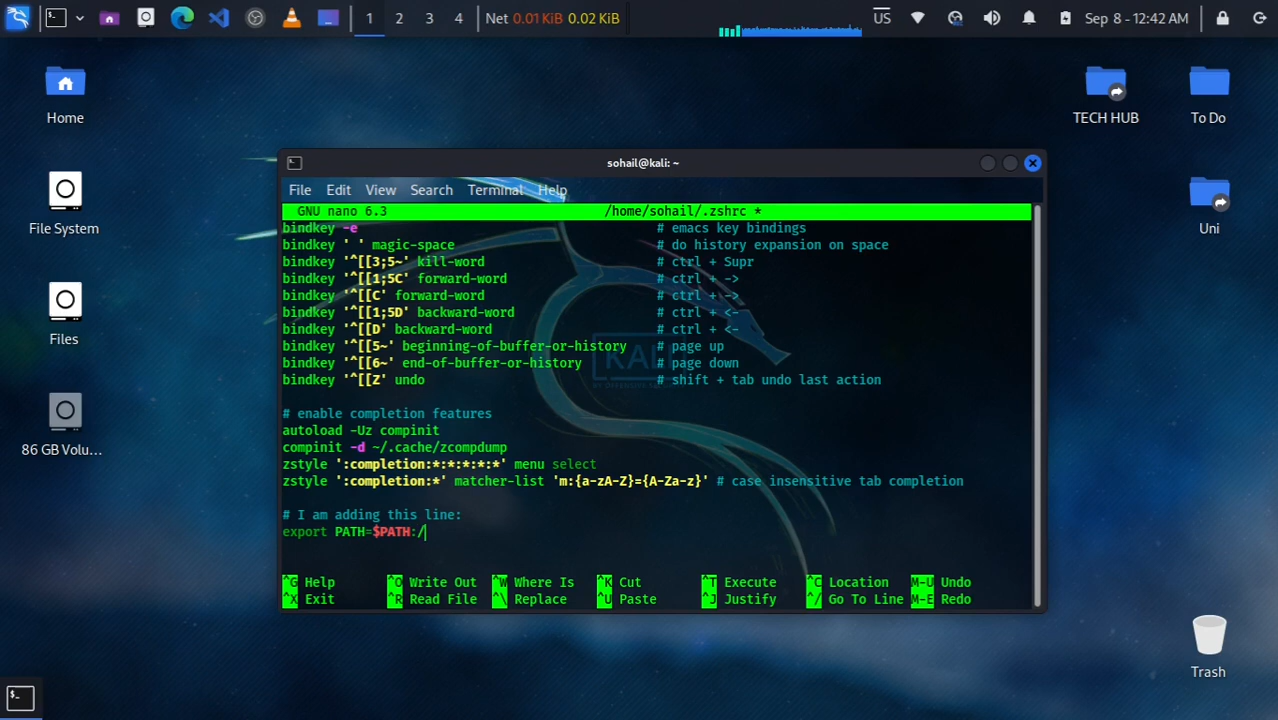 1 2 3 4 Net 0.01 KiB 0.02 KiB US Sep 8 - 12:42 AM
Home
File System
Files
86 GB Volu...
TECH HUB
To Do
Uni
Trash
sohail@kali: ~
File Edit View Search Terminal Help
GNU nano 6.3 /home/sohail/.zshrc *
bindkey -e # emacs key bindings
bindkey ' ' magic-space # do history expansion on space
bindkey '^[[3;5~' kill-word # ctrl + Supr
bindkey '^[[1;5C' forward-word # ctrl + ->
bindkey '^[[C' forward-word # ctrl + ->
bindkey '^[[1;5D' backward-word # ctrl + <-
bindkey '^[[D' backward-word # ctrl + <-
bindkey '^[[5~' beginning-of-buffer-or-history # page up
bindkey '^[[6~' end-of-buffer-or-history # page down
bindkey '^[[Z' undo # shift + tab undo last action
# enable completion features
autoload -Uz compinit
compinit -d ~/.cache/zcompdump
zstyle ':completion:*:*:*:*:*' menu select
zstyle ':completion:*' matcher-list 'm:{a-zA-Z}={A-Za-z}' # case insensitive tab completion
# I am adding this line:
export PATH=$PATH:/
^G Help ^O Write Out ^W Where Is ^K Cut ^T Execute ^C Location M-U Undo
^X Exit ^R Read File ^\ Replace ^U Paste ^J Justify ^/ Go To Line M-E Redo
KALI